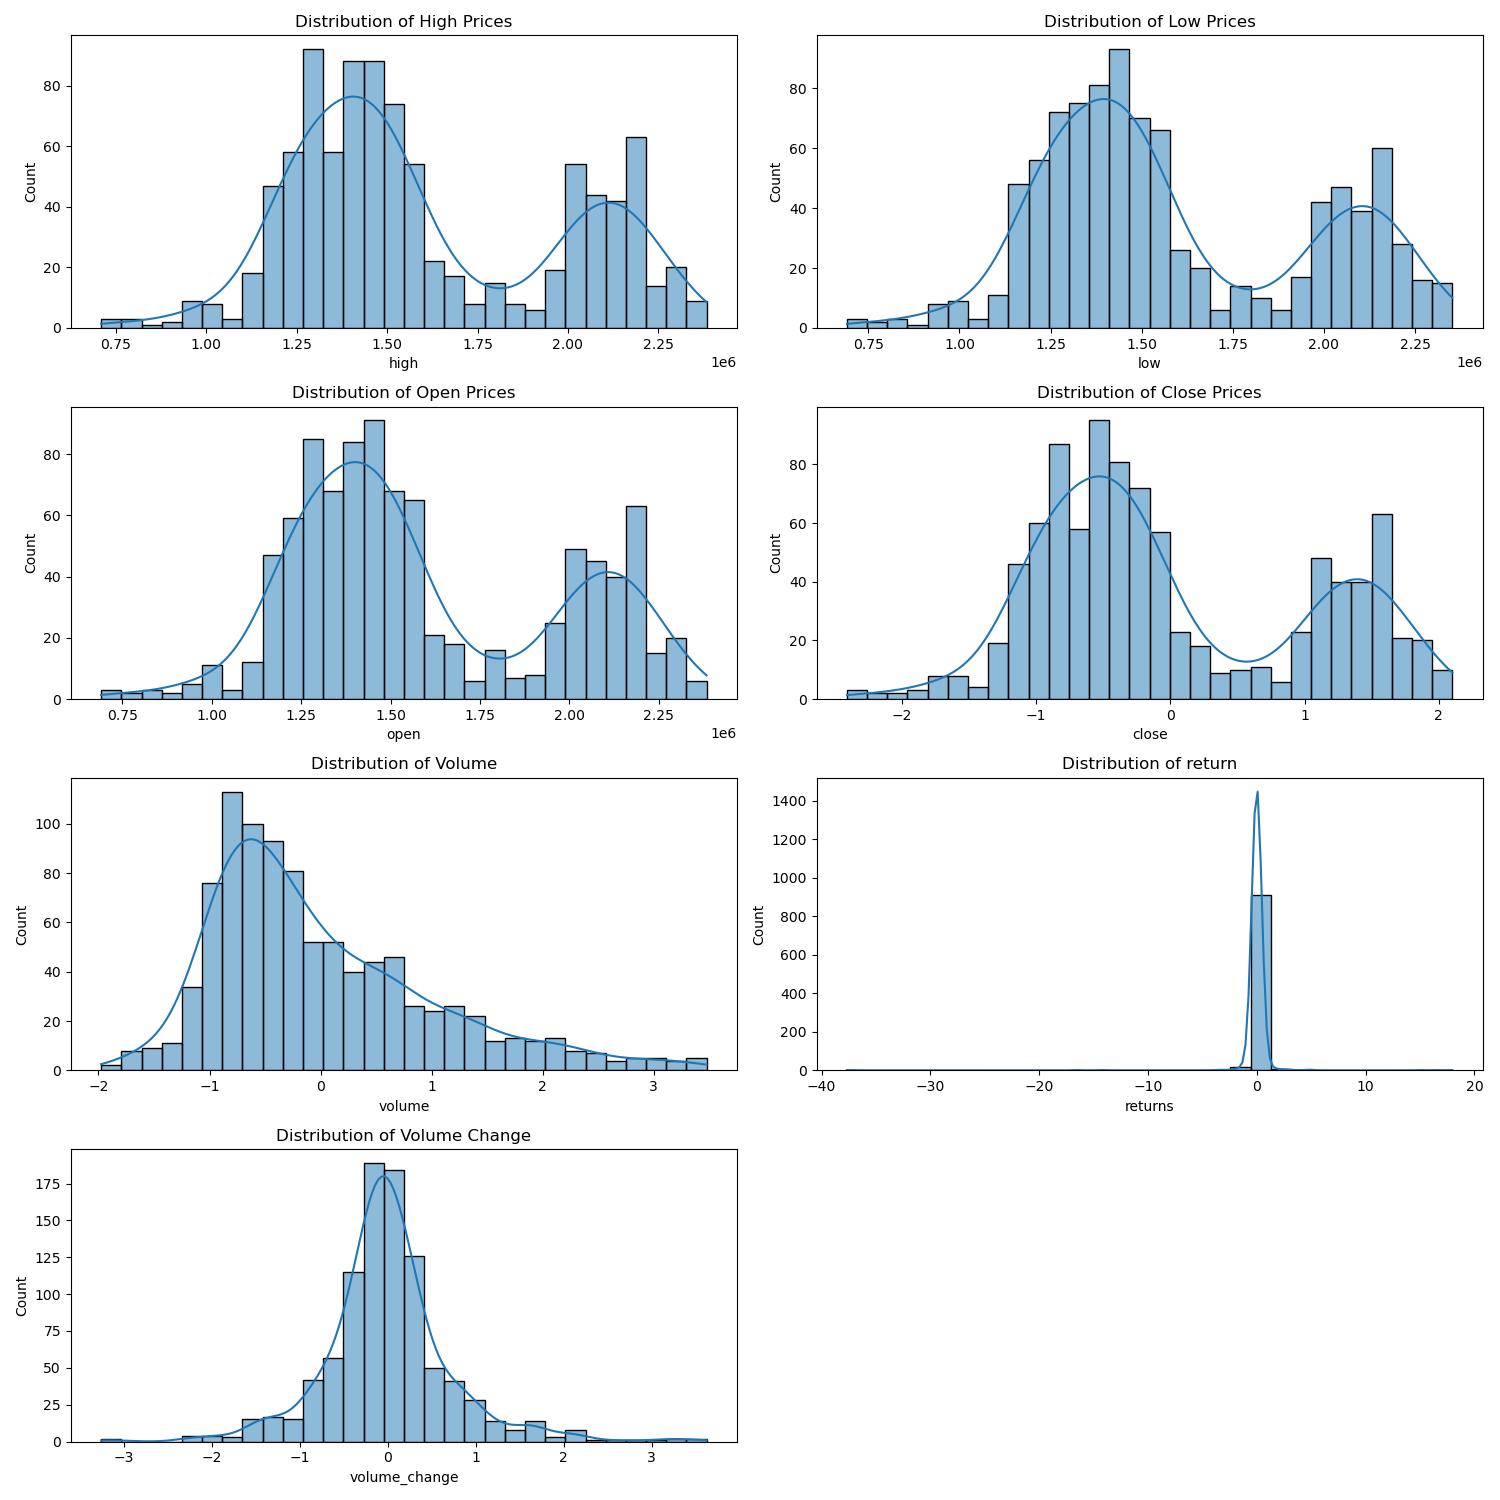 Distribution of High Prices
Count
80
60
40
20
0
0.75 1.00 1.25 1.50 1.75 2.00 2.25
1e6
high
Distribution of Low Prices
Count
80
60
40
20
0
0.75 1.00 1.25 1.50 1.75 2.00 2.25
1e6
low
Distribution of Open Prices
Count
80
60
40
20
0
0.75 1.00 1.25 1.50 1.75 2.00 2.25
1e6
open
Distribution of Close Prices
Count
80
60
40
20
0
−2 −1 0 1 2
close
Distribution of Volume
Count
100
80
60
40
20
0
−2 −1 0 1 2 3
volume
Distribution of return
Count
1400
1200
1000
800
600
400
200
0
−40 −30 −20 −10 0 10 20
returns
Distribution of Volume Change
Count
175
150
125
100
75
50
25
0
−3 −2 −1 0 1 2 3
volume_change